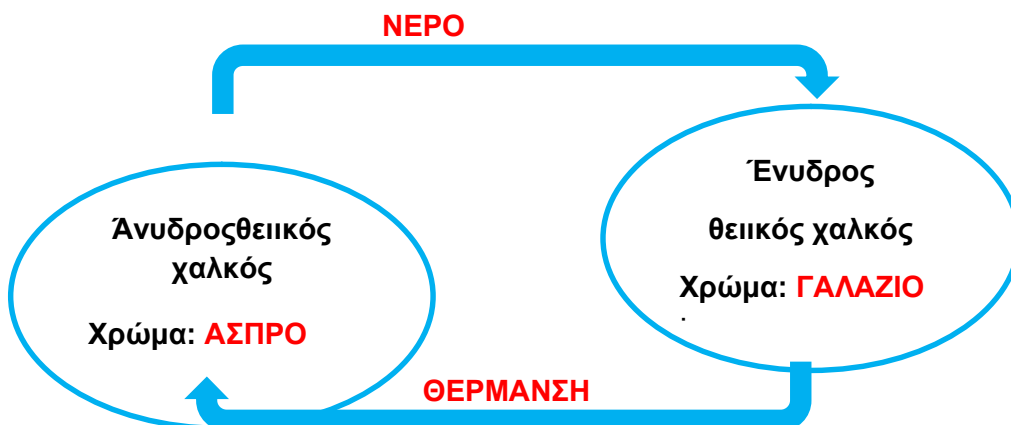 ΝΕΡΟ
Ένυδρος
θειικός χαλκός
Χρώμα: ΓΑΛΑΖΙΟ
.
Άνυδροςθειικός
χαλκός
Χρώμα: ΑΣΠΡΟ
ΘΕΡΜΑΝΣΗ